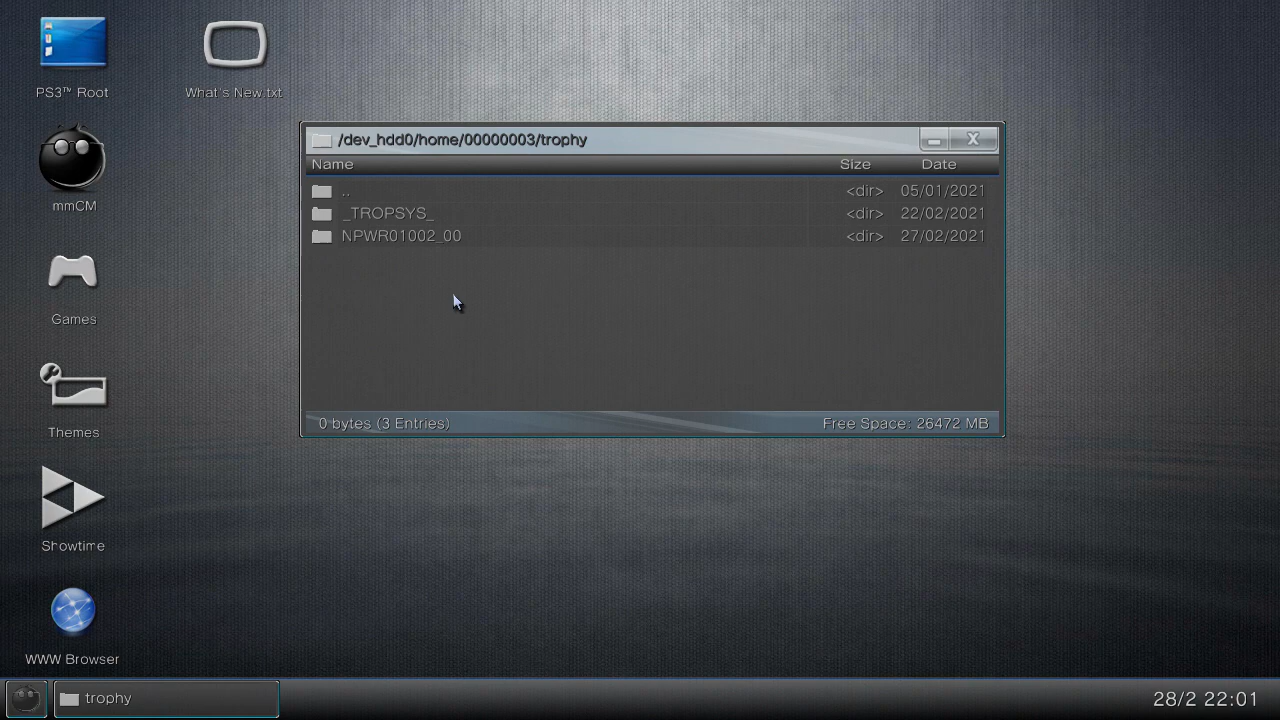 PS3™ Root
What's New.txt
mmCM
Games
Themes
Showtime
WWW Browser
/dev_hdd0/home/00000003/trophy
X
Name Size Date
.. <dir> 05/01/2021
_TROPSYS_ <dir> 22/02/2021
NPWR01002_00 <dir> 27/02/2021
0 bytes (3 Entries) Free Space: 26472 MB
trophy
28/2 22:01